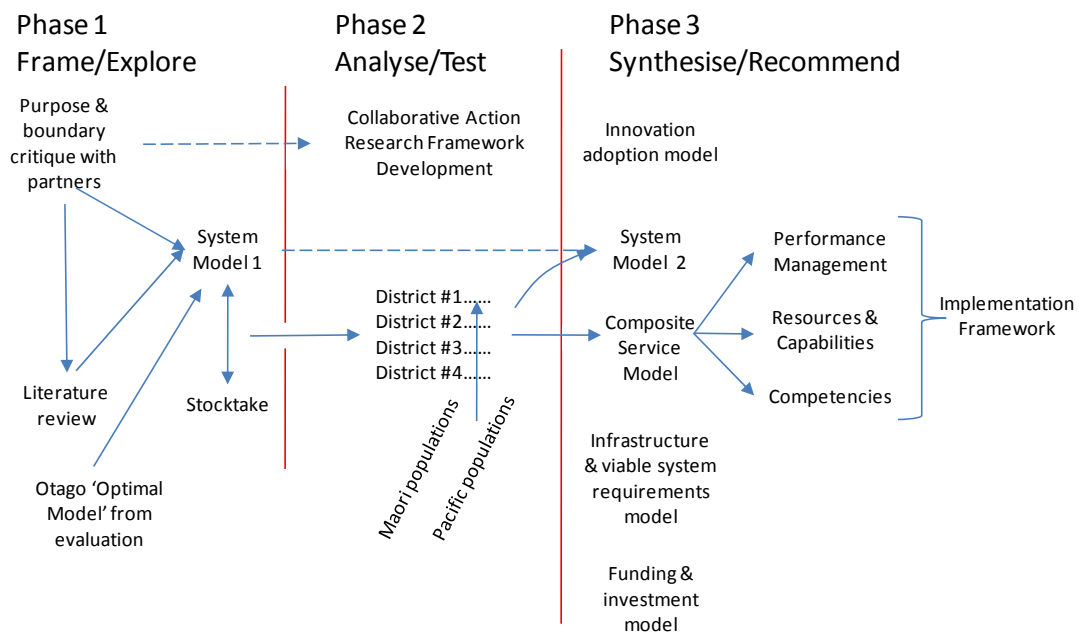 Phase 1
Frame/Explore
Purpose &
boundary
critique with
partners
System
Model 1
Literature
review
Stocktake
Otago ‘Optimal
Model’ from
evaluation
Phase 2
Analyse/Test
Collaborative Action
Research Framework
Development
District #1......
District #2......
District #3......
District #4......
Maori populations
Pacific populations
Phase 3
Synthesise/Recommend
Innovation
adoption model
System
Model 2
Composite
Service
Model
Performance
Management
Resources &
Capabilities
Competencies
Implementation
Framework
Infrastructure
& viable system
requirements
model
Funding &
investment
model